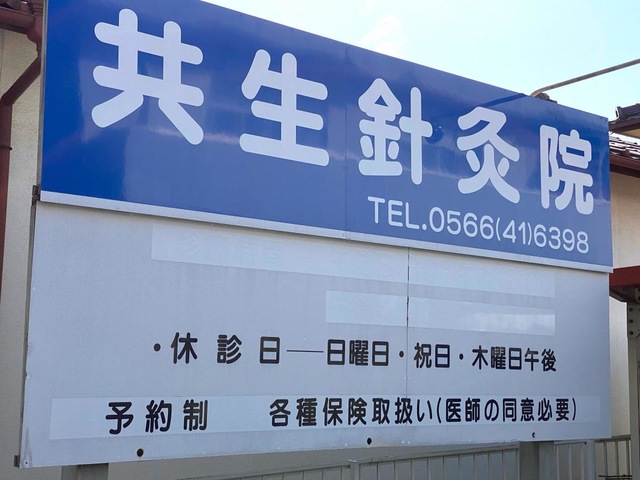 共生針灸院
TEL.0566(41)6398
・休診日──日曜日・祝日・木曜日午後
予約制　各種保険取扱い(医師の同意必要)